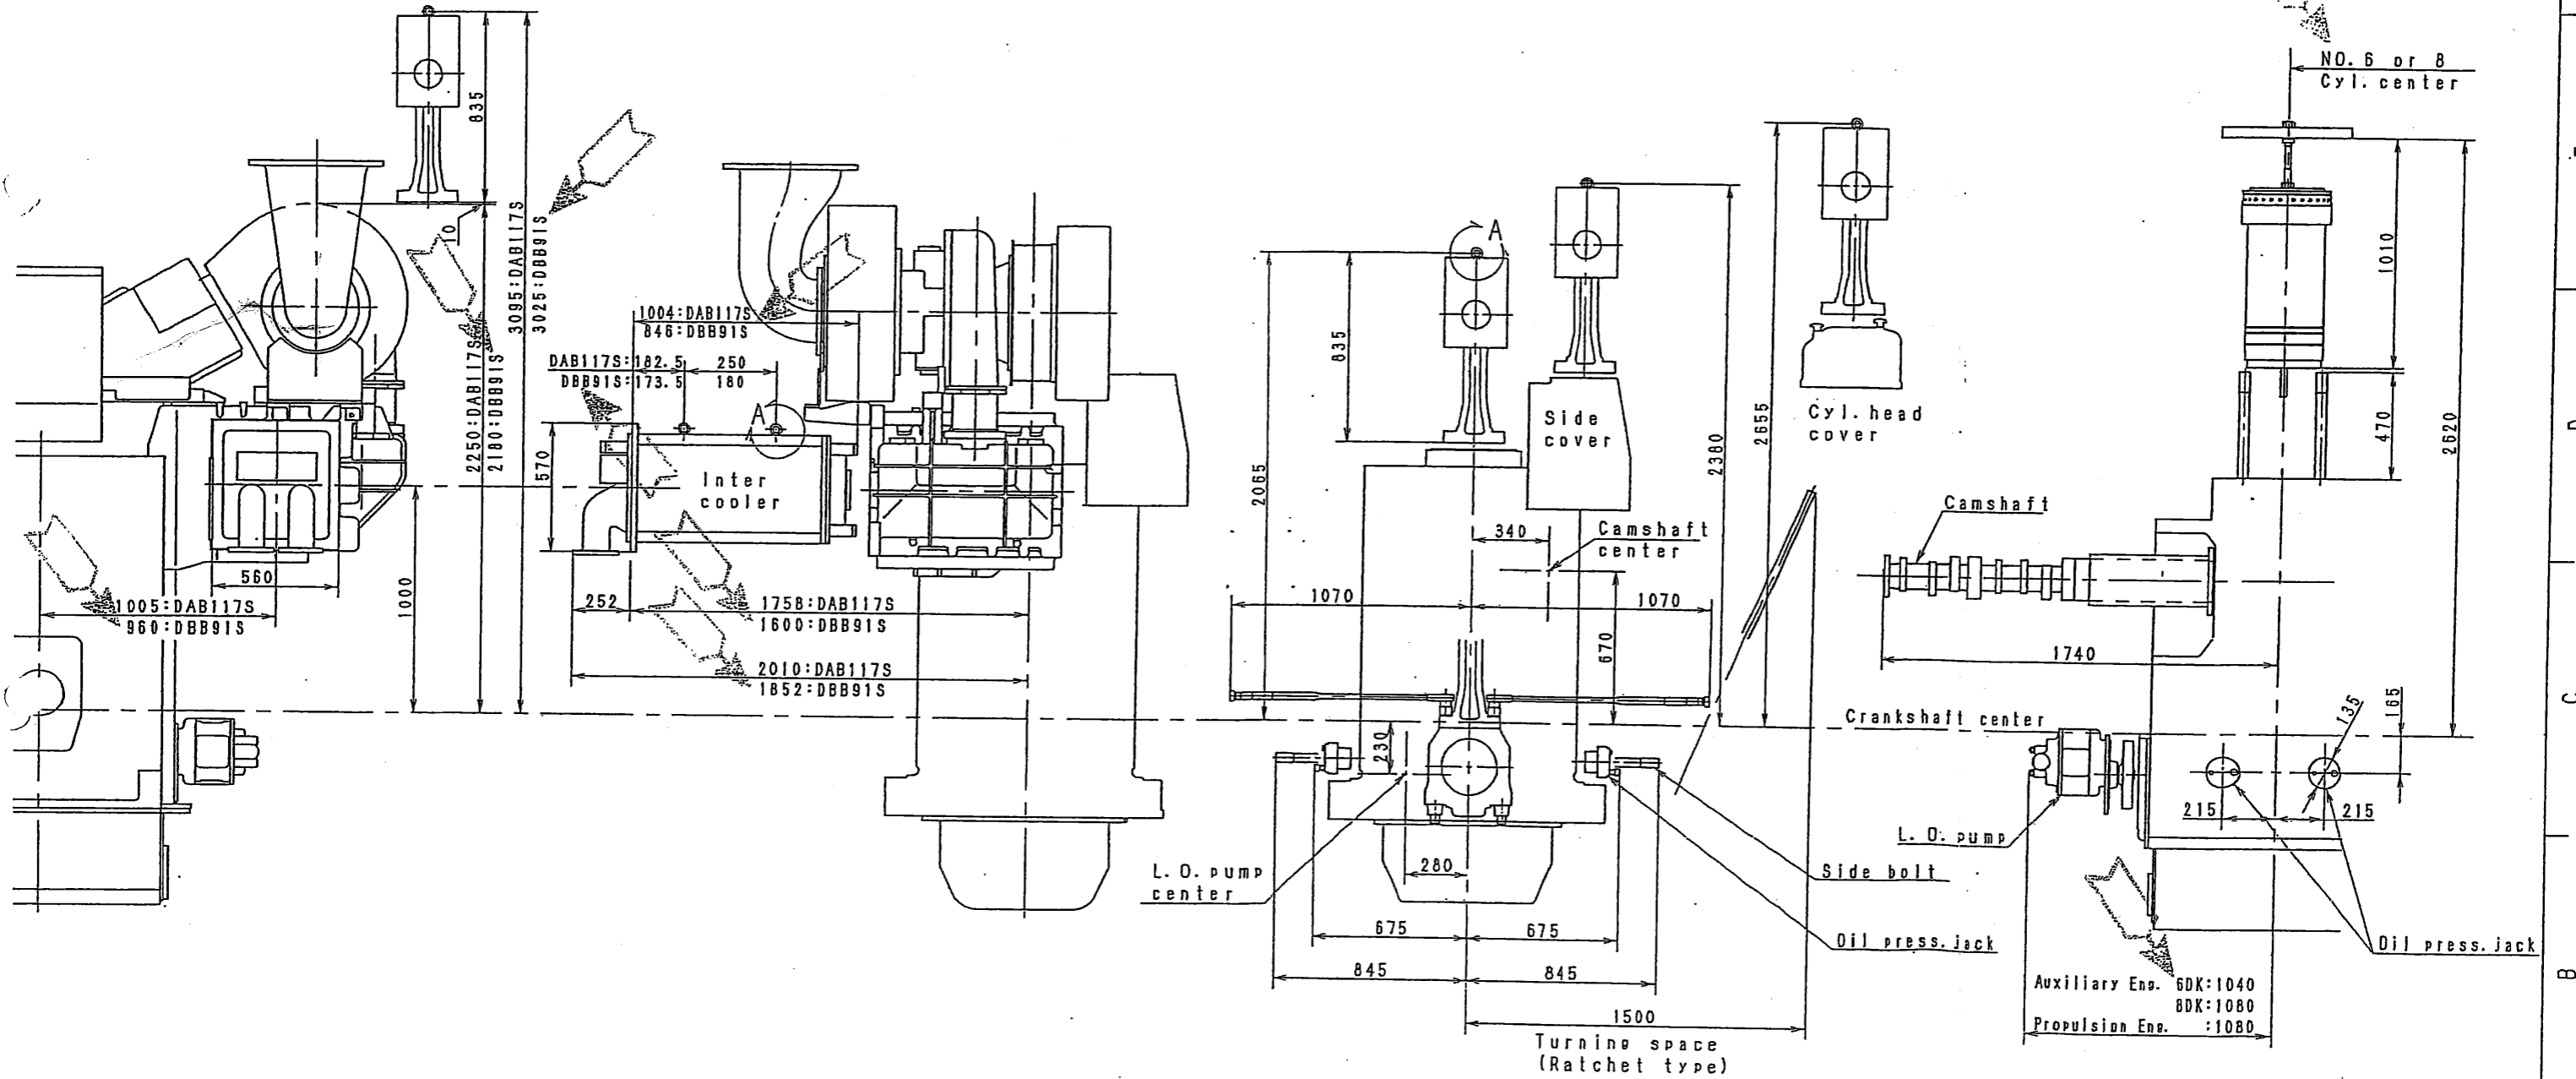 835
10
3095:DAB117S
3025:DBB91S
2250:DAB117S
2180:DBB91S
1000
560
1005:DAB117S
960:DBB91S
1004:DAB117S
846:DBB91S
DAB117S:182.5
DBB91S:173.5
250
180
A
570
Inter
cooler
252
1758:DAB117S
1600:DBB91S
2010:DAB117S
1852:DBB91S
A
835
2065
Side
cover
2380
2655
Cyl. head
cover
340
Camshaft
center
1070
1070
670
230
L. O. pump
center
280
675
675
845
845
1500
Turning space
(Ratchet type)
Side bolt
Oil press. jack
NO. 6 or 8
Cyl. center
1010
470
2620
Camshaft
1740
Crankshaft center
135
165
215
215
L. O. pump
Oil press. jack
Auxiliary Eng. 6DK:1040
8DK:1080
Propulsion Eng. :1080
D
C
B